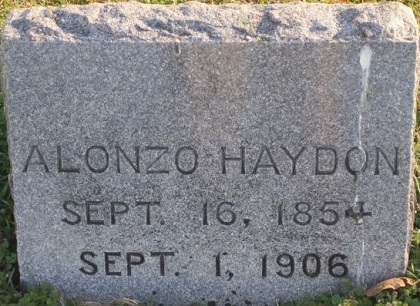 ALONZO HAYDON
SEPT. 16, 1854
SEPT. 1, 1906